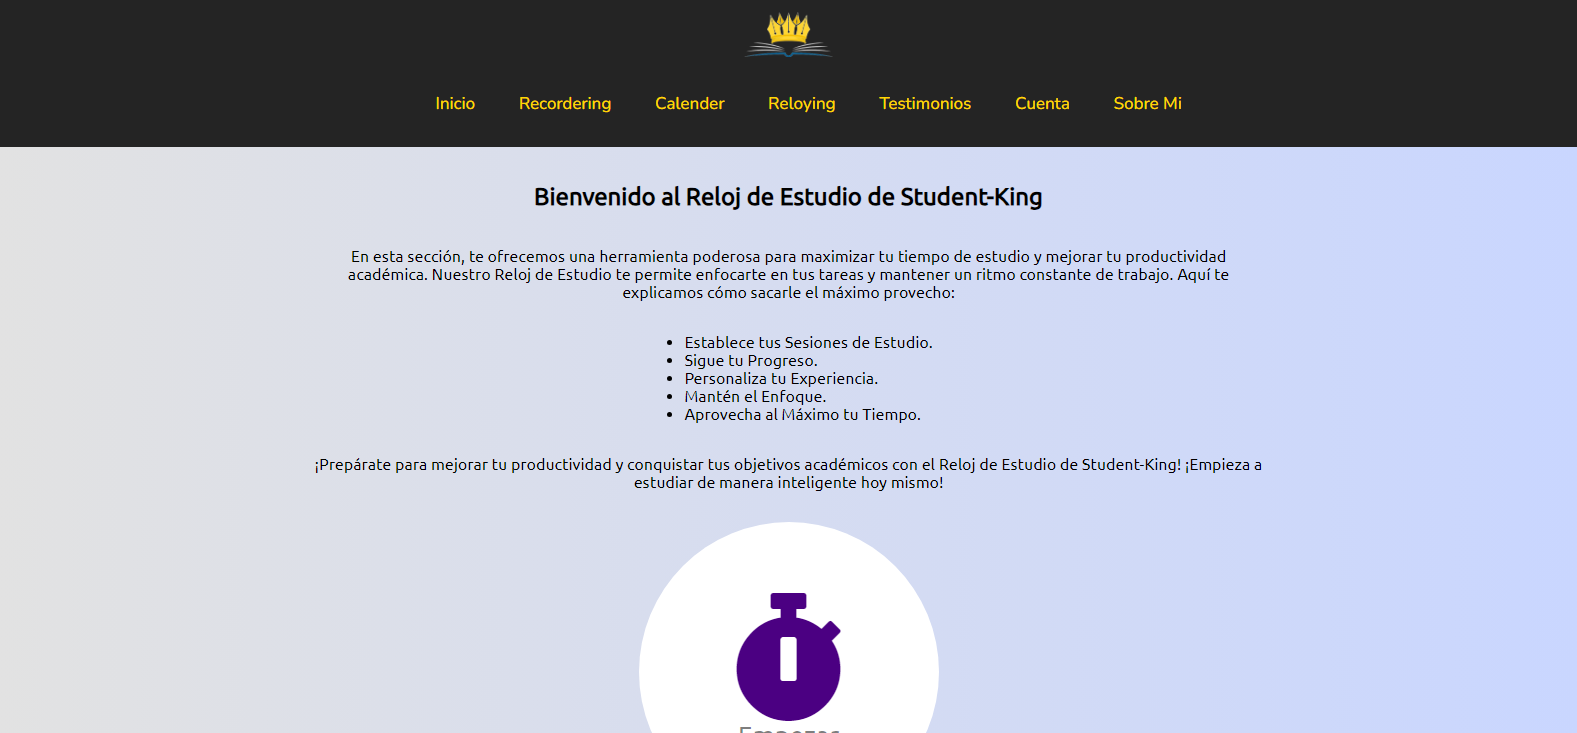 Inicio Recordering Calender Reloying Testimonios Cuenta Sobre Mi
Bienvenido al Reloj de Estudio de Student-King
En esta sección, te ofrecemos una herramienta poderosa para maximizar tu tiempo de estudio y mejorar tu productividad
académica. Nuestro Reloj de Estudio te permite enfocarte en tus tareas y mantener un ritmo constante de trabajo. Aquí te
explicamos cómo sacarle el máximo provecho:
• Establece tus Sesiones de Estudio.
• Sigue tu Progreso.
• Personaliza tu Experiencia.
• Mantén el Enfoque.
• Aprovecha al Máximo tu Tiempo.
¡Prepárate para mejorar tu productividad y conquistar tus objetivos académicos con el Reloj de Estudio de Student-King! ¡Empieza a
estudiar de manera inteligente hoy mismo!